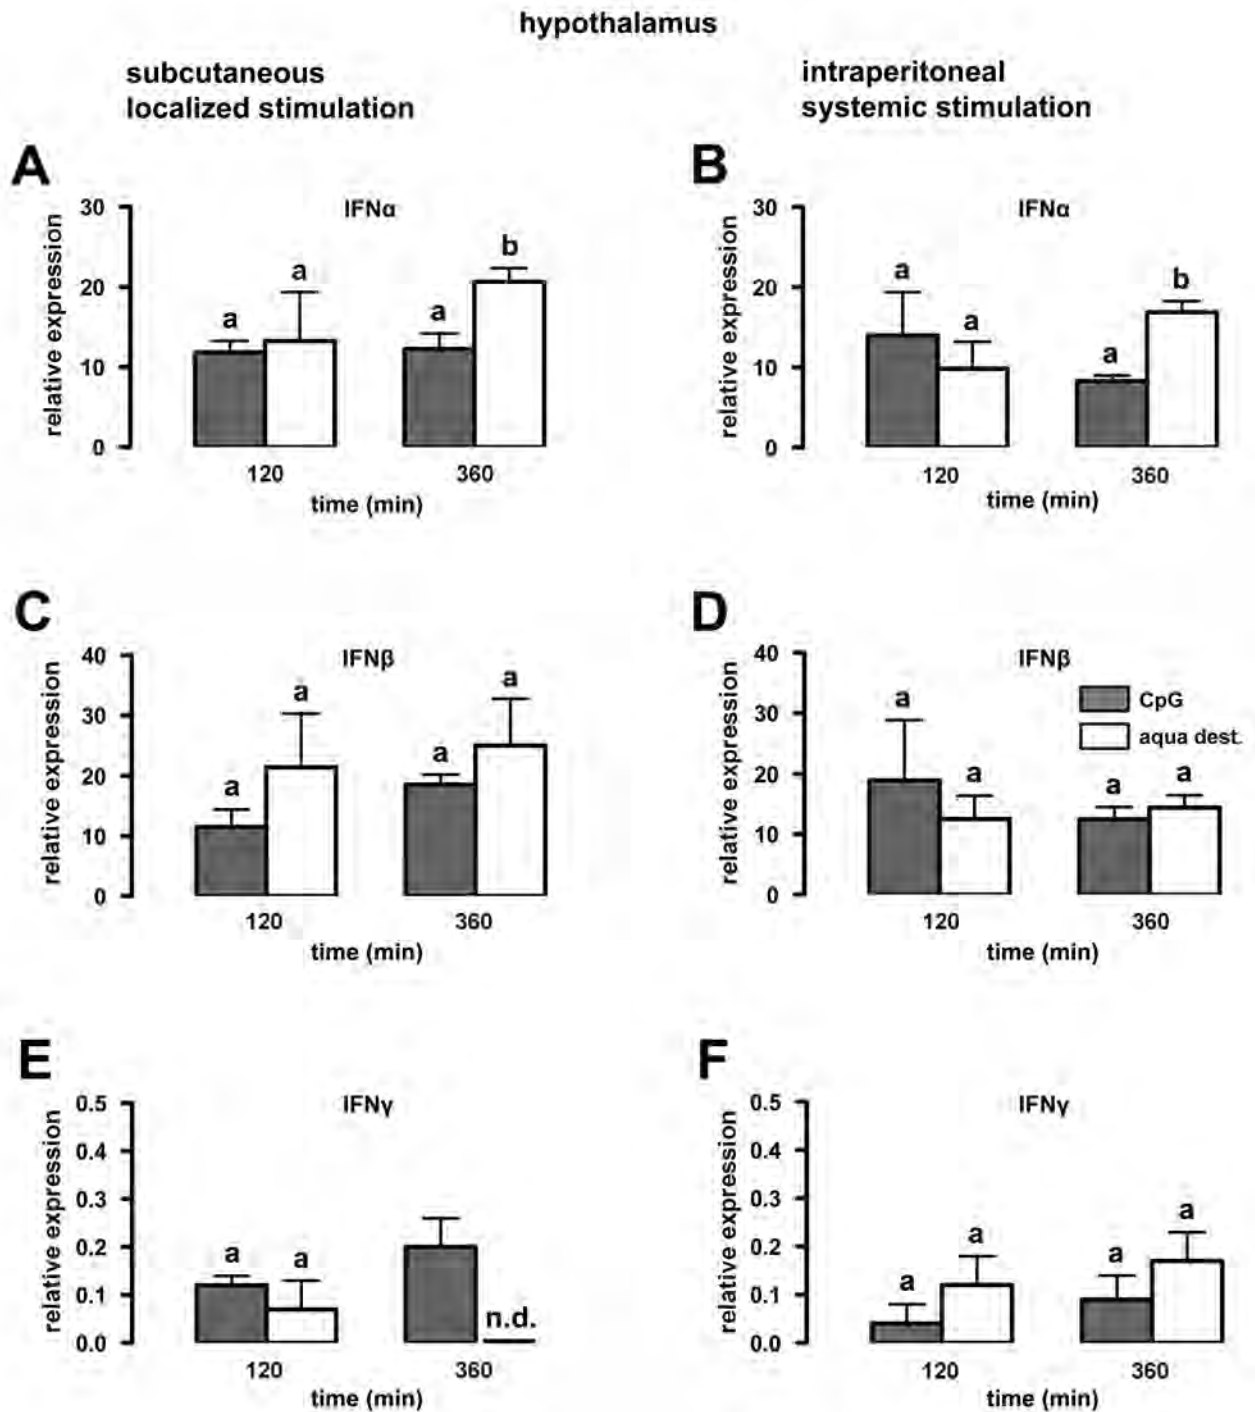 hypothalamus
subcutaneous
localized stimulation
intraperitoneal
systemic stimulation
A
IFNα
relative expression
30
20
10
0
a
a
a
b
120
360
time (min)
B
IFNα
relative expression
30
20
10
0
a
a
a
b
120
360
time (min)
C
IFNβ
relative expression
40
30
20
10
0
a
a
a
a
120
360
time (min)
D
IFNβ
relative expression
40
30
20
10
0
a
a
a
a
CpG
aqua dest.
120
360
time (min)
E
IFNγ
relative expression
0.5
0.4
0.3
0.2
0.1
0.0
a
a
n.d.
120
360
time (min)
F
IFNγ
relative expression
0.5
0.4
0.3
0.2
0.1
0.0
a
a
a
a
120
360
time (min)